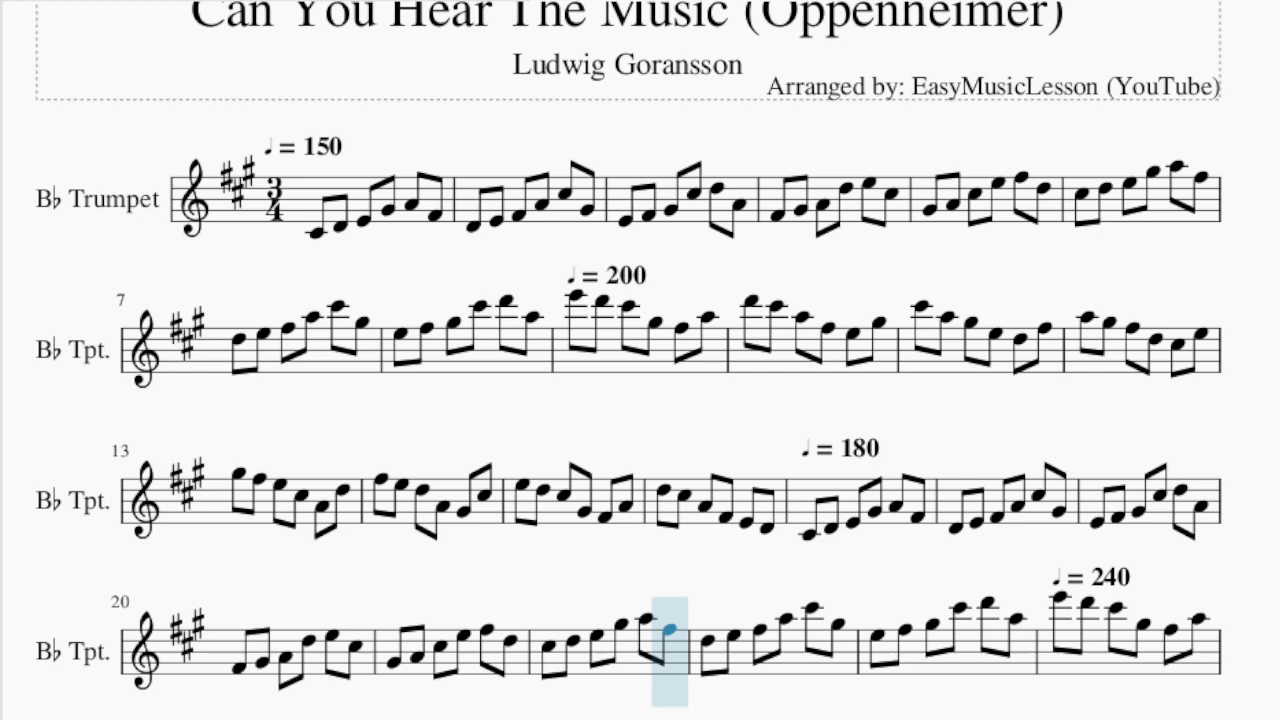 Can You Hear The Music (Oppenheimer)
Ludwig Goransson
Arranged by: EasyMusicLesson (YouTube)
♩ = 150
B♭ Trumpet
3
4
7
♩ = 200
B♭ Tpt.
13
♩ = 180
B♭ Tpt.
20
♩ = 240
B♭ Tpt.